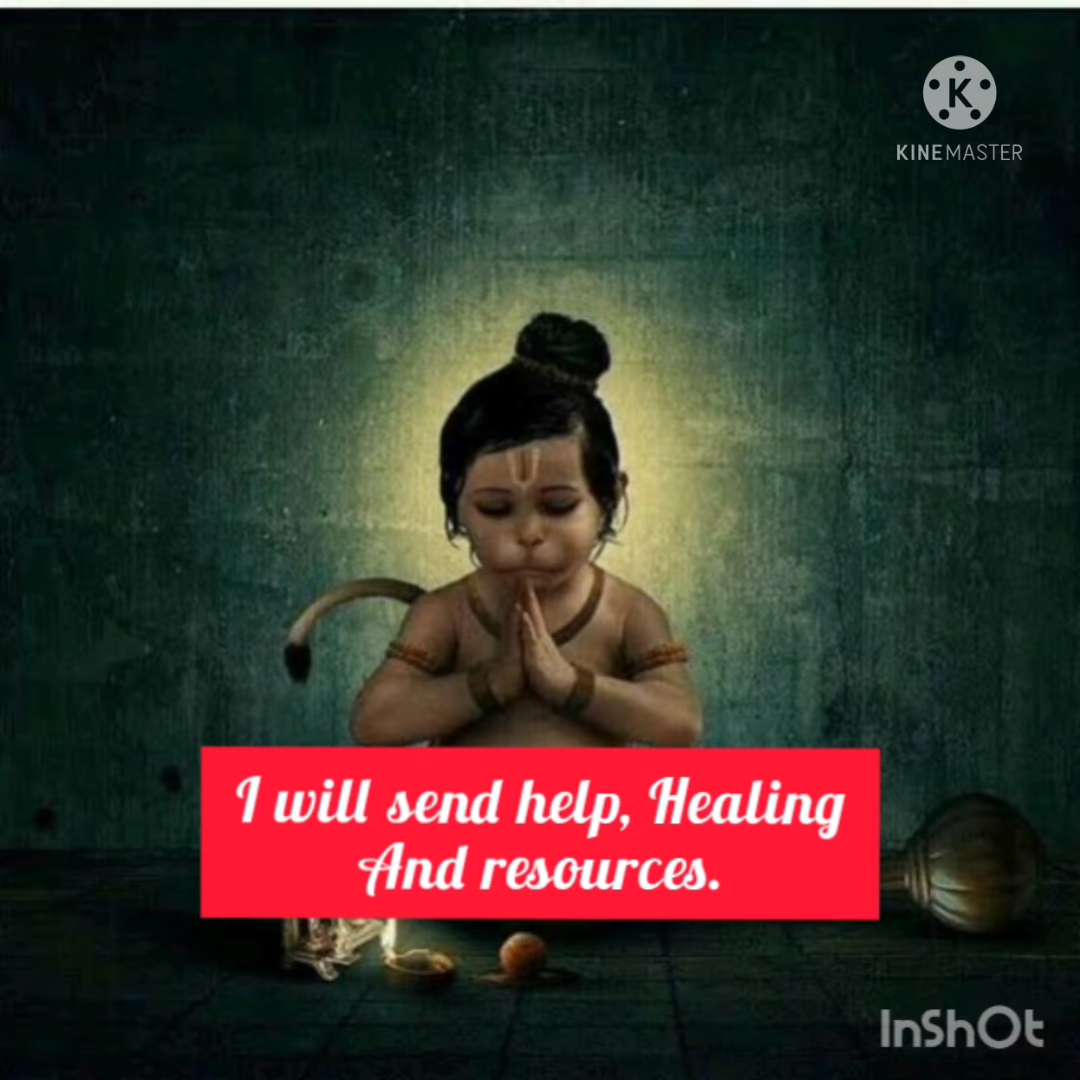 K
KINEMASTER
I will send help, Healing
And resources.
InShOt